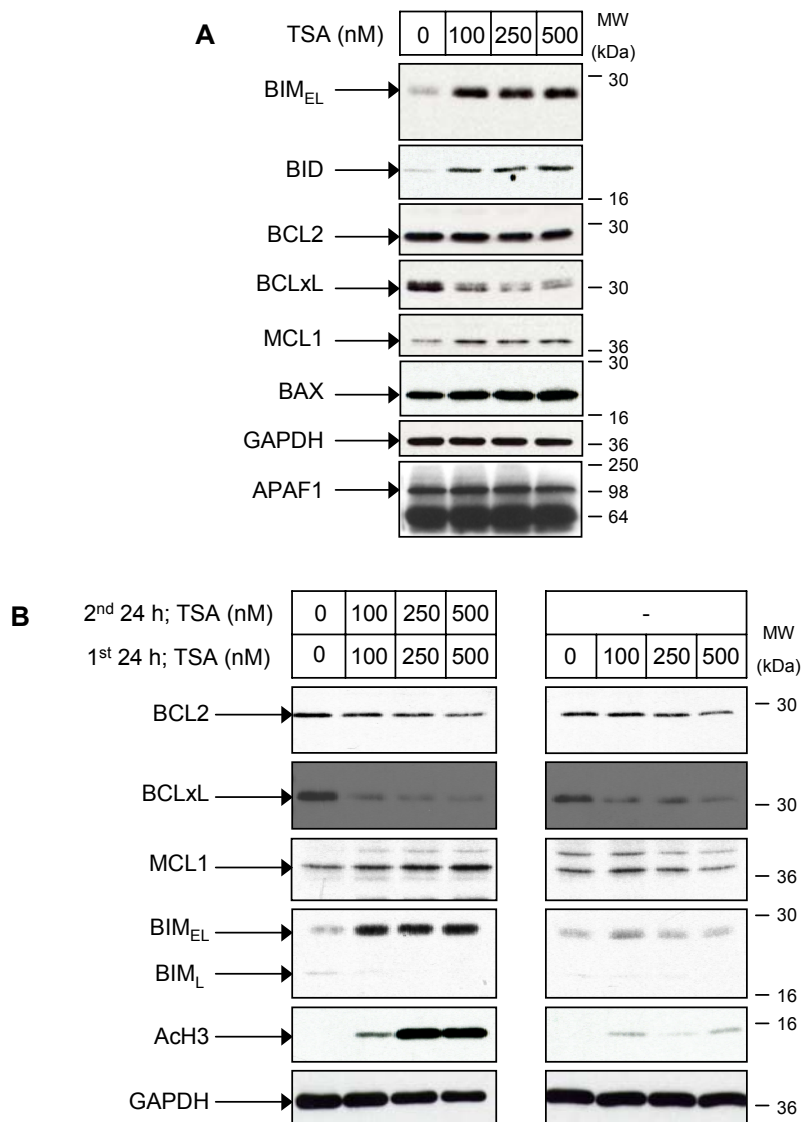 A TSA (nM) 0 100 250 500 MW
(kDa)
BIM_EL 30
BID 16
BCL2 30
BCLxL 30
MCL1 36
BAX 30
16
GAPDH 36
APAF1 250
98
64
B 2nd 24 h; TSA (nM) 0 100 250 500 -
1st 24 h; TSA (nM) 0 100 250 500 0 100 250 500 MW
(kDa)
BCL2 30
BCLxL 30
MCL1 36
BIM_EL 30
BIM_L 16
AcH3 16
GAPDH 36